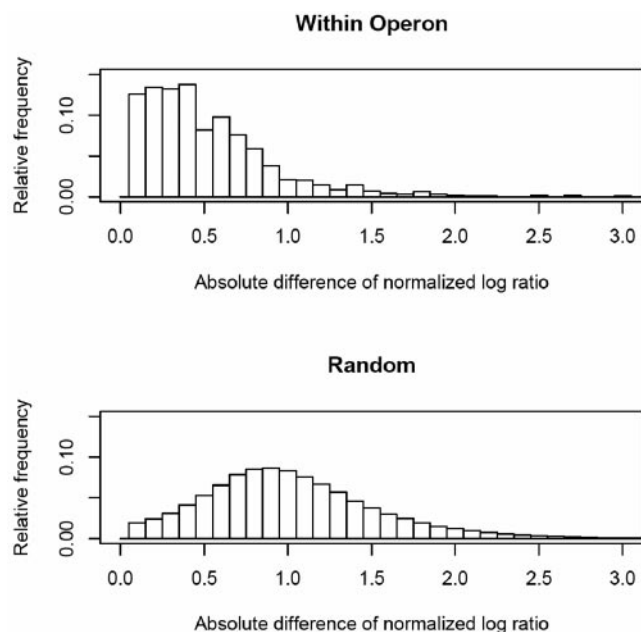 Within Operon
Relative frequency
0.00
0.10
0.0 0.5 1.0 1.5 2.0 2.5 3.0
Absolute difference of normalized log ratio
Random
Relative frequency
0.00
0.10
0.0 0.5 1.0 1.5 2.0 2.5 3.0
Absolute difference of normalized log ratio